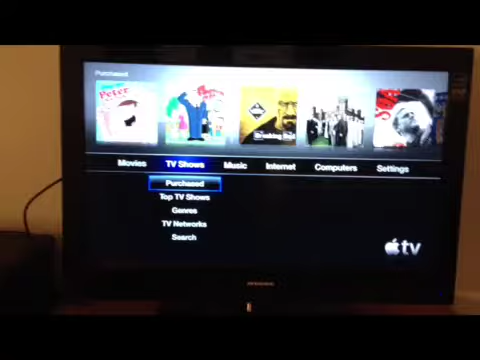 Purchased
Peter
Breaking Bad
Movies TV Shows Music Internet Computers Settings
Purchased
Top TV Shows
Genres
TV Networks
Search
tv